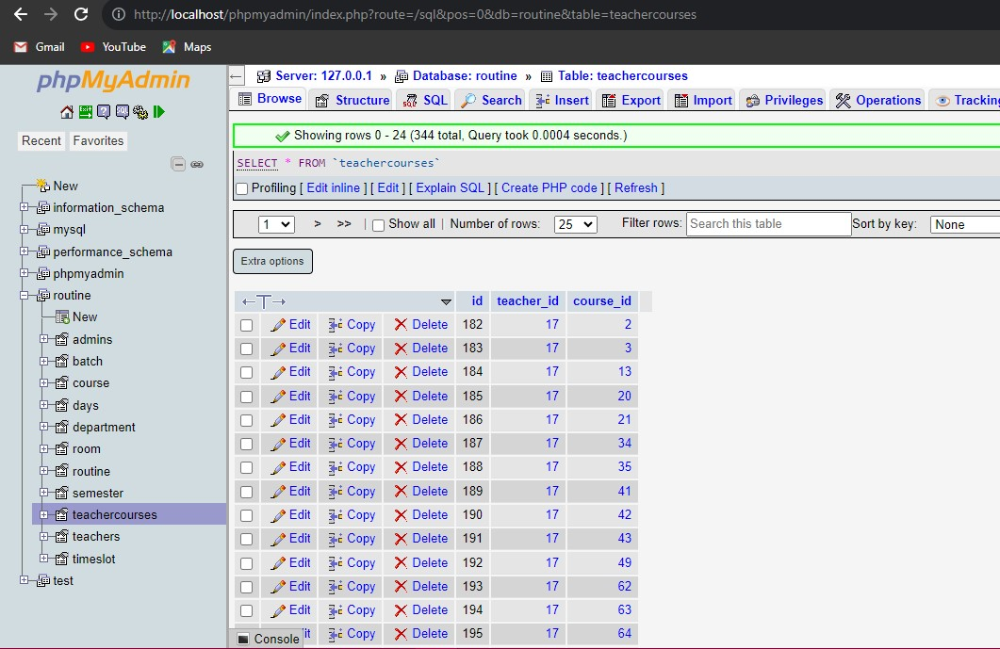 http://localhost/phpmyadmin/index.php?route=/sql&pos=0&db=routine&table=teachercourses
Gmail YouTube Maps
phpMyAdmin
Recent Favorites
New
information_schema
mysql
performance_schema
phpmyadmin
routine
New
admins
batch
course
days
department
room
routine
semester
teachercourses
teachers
timeslot
test
Server: 127.0.0.1 » Database: routine » Table: teachercourses
Browse Structure SQL Search Insert Export Import Privileges Operations Tracking
Showing rows 0 - 24 (344 total, Query took 0.0004 seconds.)
SELECT * FROM `teachercourses`
Profiling [ Edit inline ] [ Edit ] [ Explain SQL ] [ Create PHP code ] [ Refresh ]
1 > >> | Show all | Number of rows: 25 Filter rows: Search this table Sort by key: None
Extra options
id teacher_id course_id
Edit Copy Delete 182 17 2
Edit Copy Delete 183 17 3
Edit Copy Delete 184 17 13
Edit Copy Delete 185 17 20
Edit Copy Delete 186 17 21
Edit Copy Delete 187 17 34
Edit Copy Delete 188 17 35
Edit Copy Delete 189 17 41
Edit Copy Delete 190 17 42
Edit Copy Delete 191 17 43
Edit Copy Delete 192 17 49
Edit Copy Delete 193 17 62
Edit Copy Delete 194 17 63
it Copy Delete 195 17 64
Console